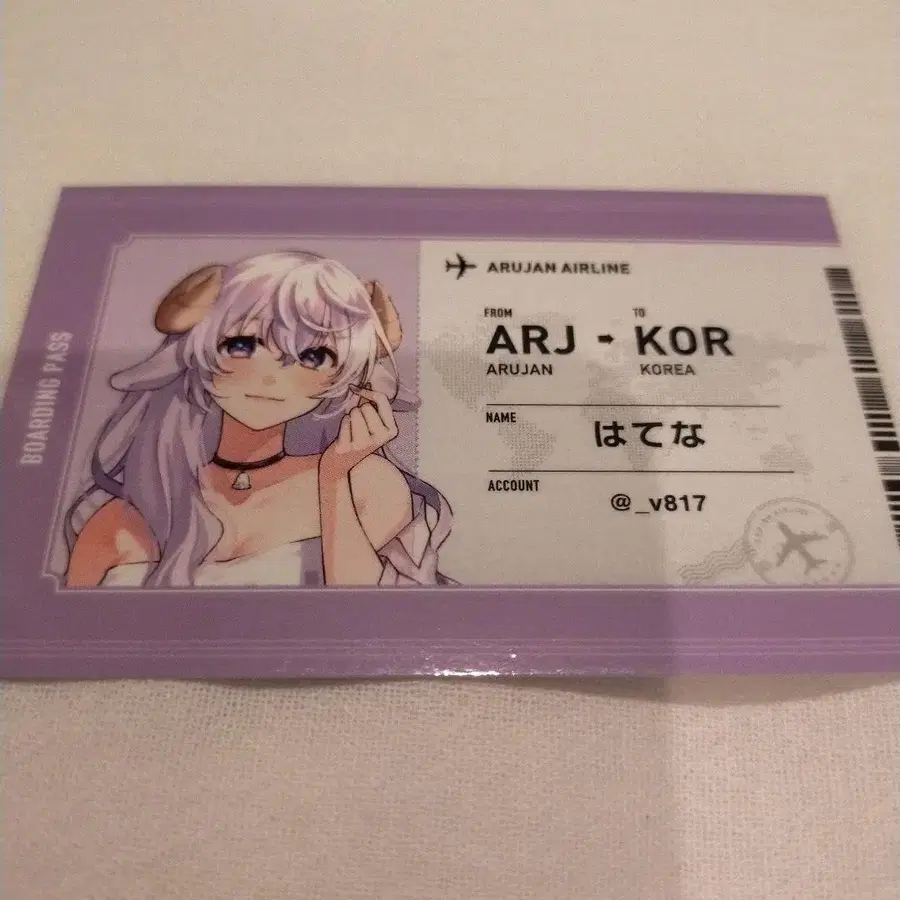 BOARDING PASS
ARUJAN AIRLINE
FROM TO
ARJ - KOR
ARUJAN KOREA
NAME
はてな
ACCOUNT
@_v817